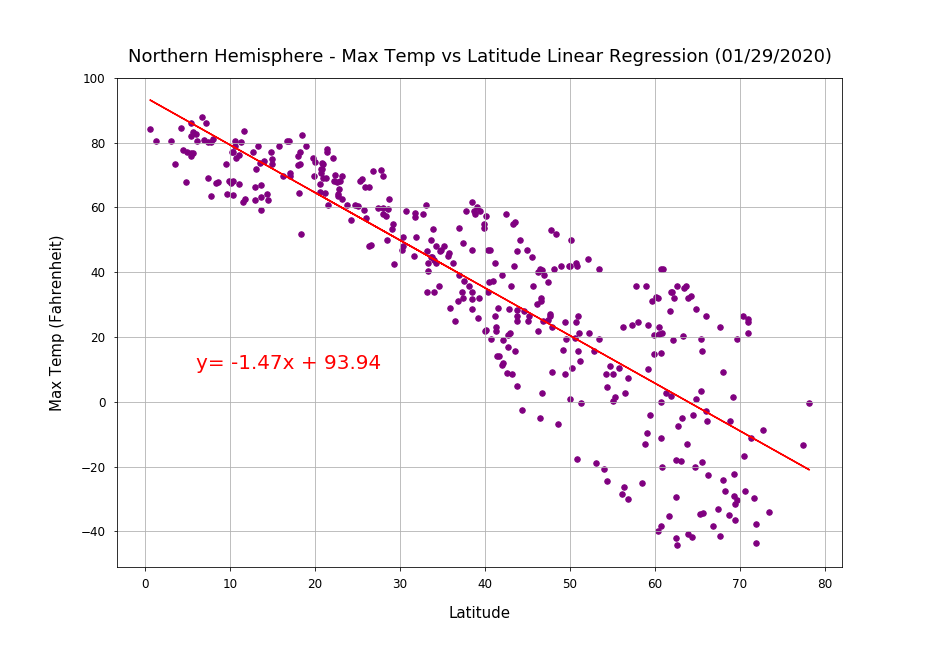 Northern Hemisphere - Max Temp vs Latitude Linear Regression (01/29/2020)
100
80
60
40
20
0
−20
−40
Max Temp (Fahrenheit)
y= -1.47x + 93.94
0 10 20 30 40 50 60 70 80
Latitude